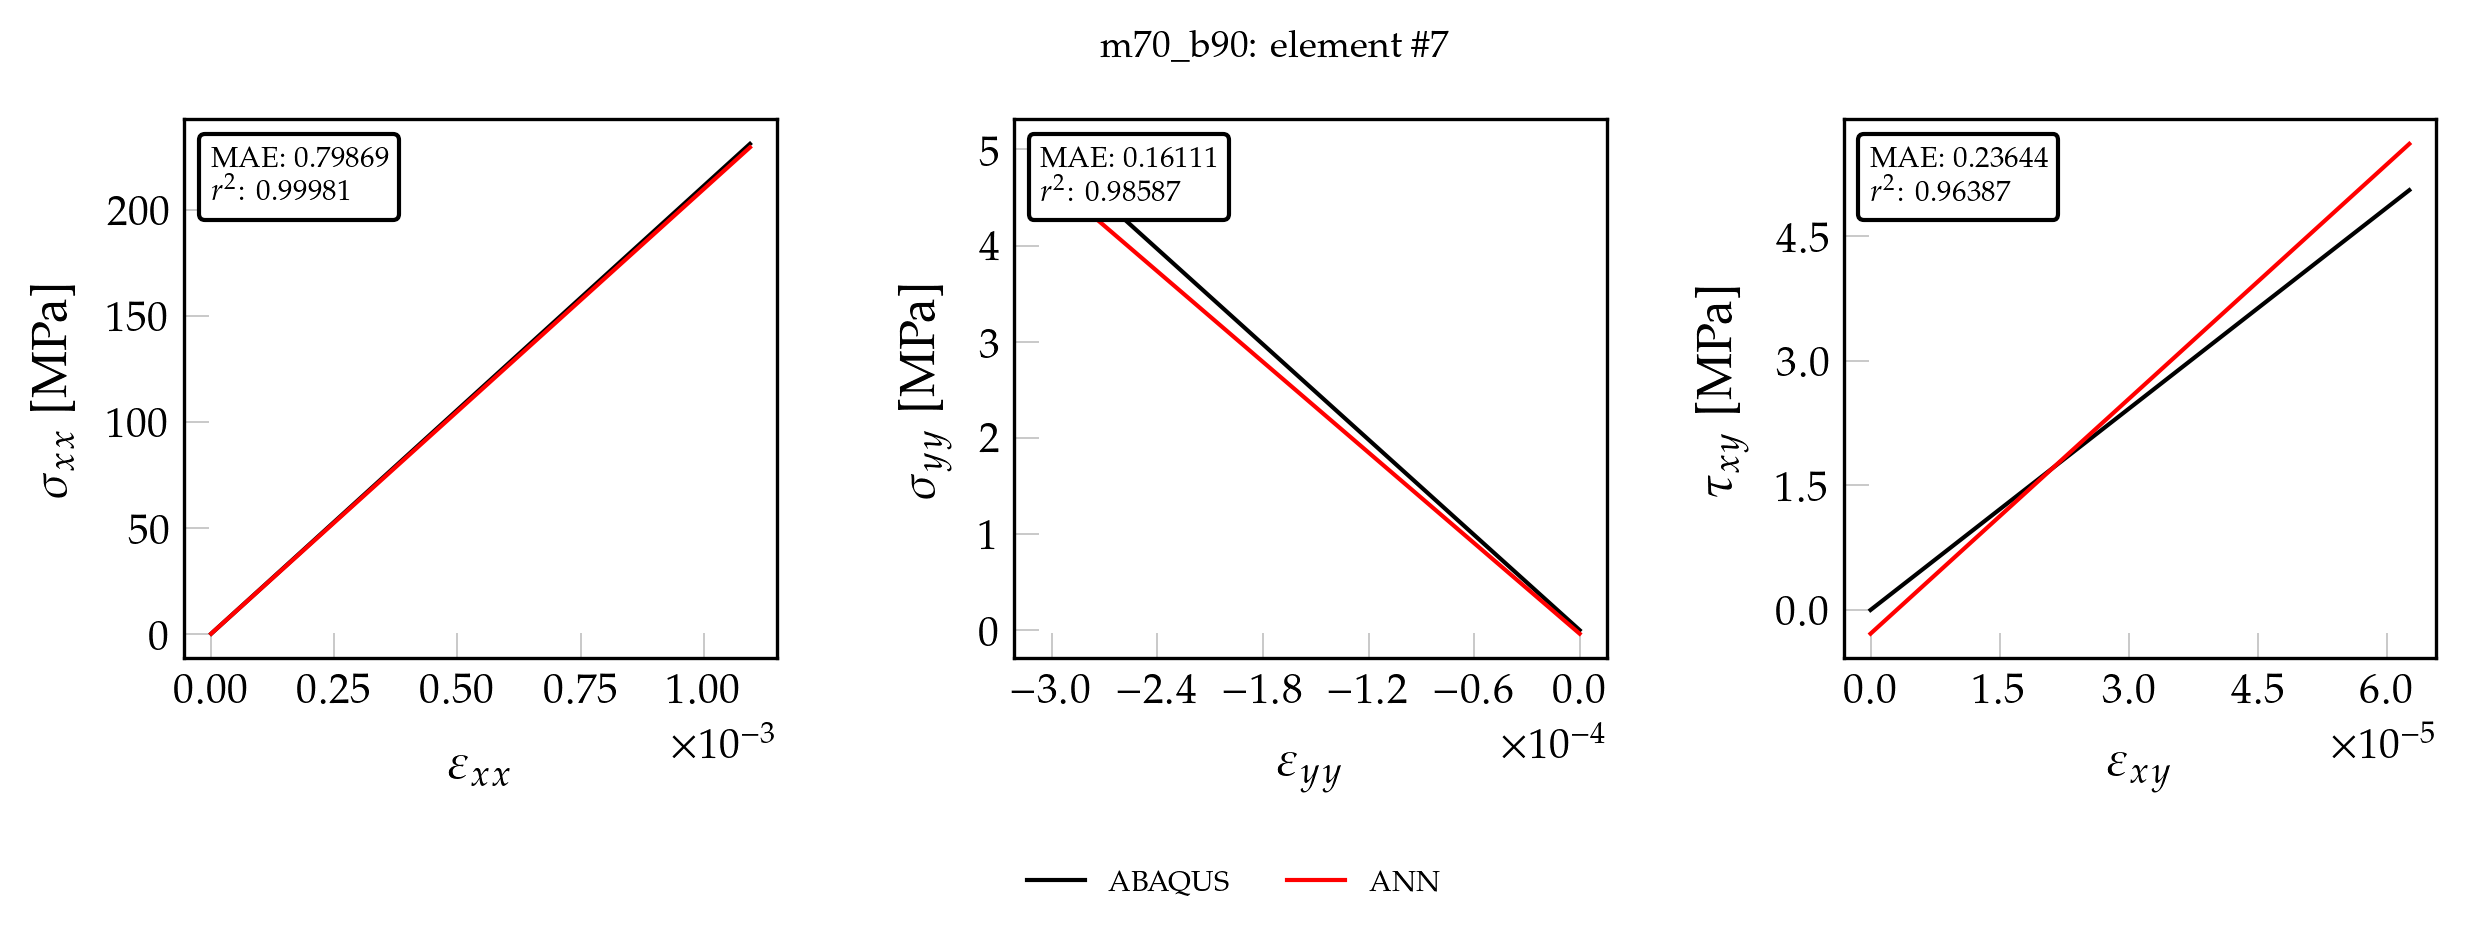 m70_b90: element #7
MAE: 0.79869
r²: 0.99981
200
150
100
50
0
σxx [MPa]
0.00 0.25 0.50 0.75 1.00
×10⁻³
εxx
MAE: 0.16111
r²: 0.98587
5
4
3
2
1
0
σyy [MPa]
−3.0 −2.4 −1.8 −1.2 −0.6 0.0
×10⁻⁴
εyy
MAE: 0.23644
r²: 0.96387
4.5
3.0
1.5
0.0
τxy [MPa]
0.0 1.5 3.0 4.5 6.0
×10⁻⁵
εxy
ABAQUS ANN